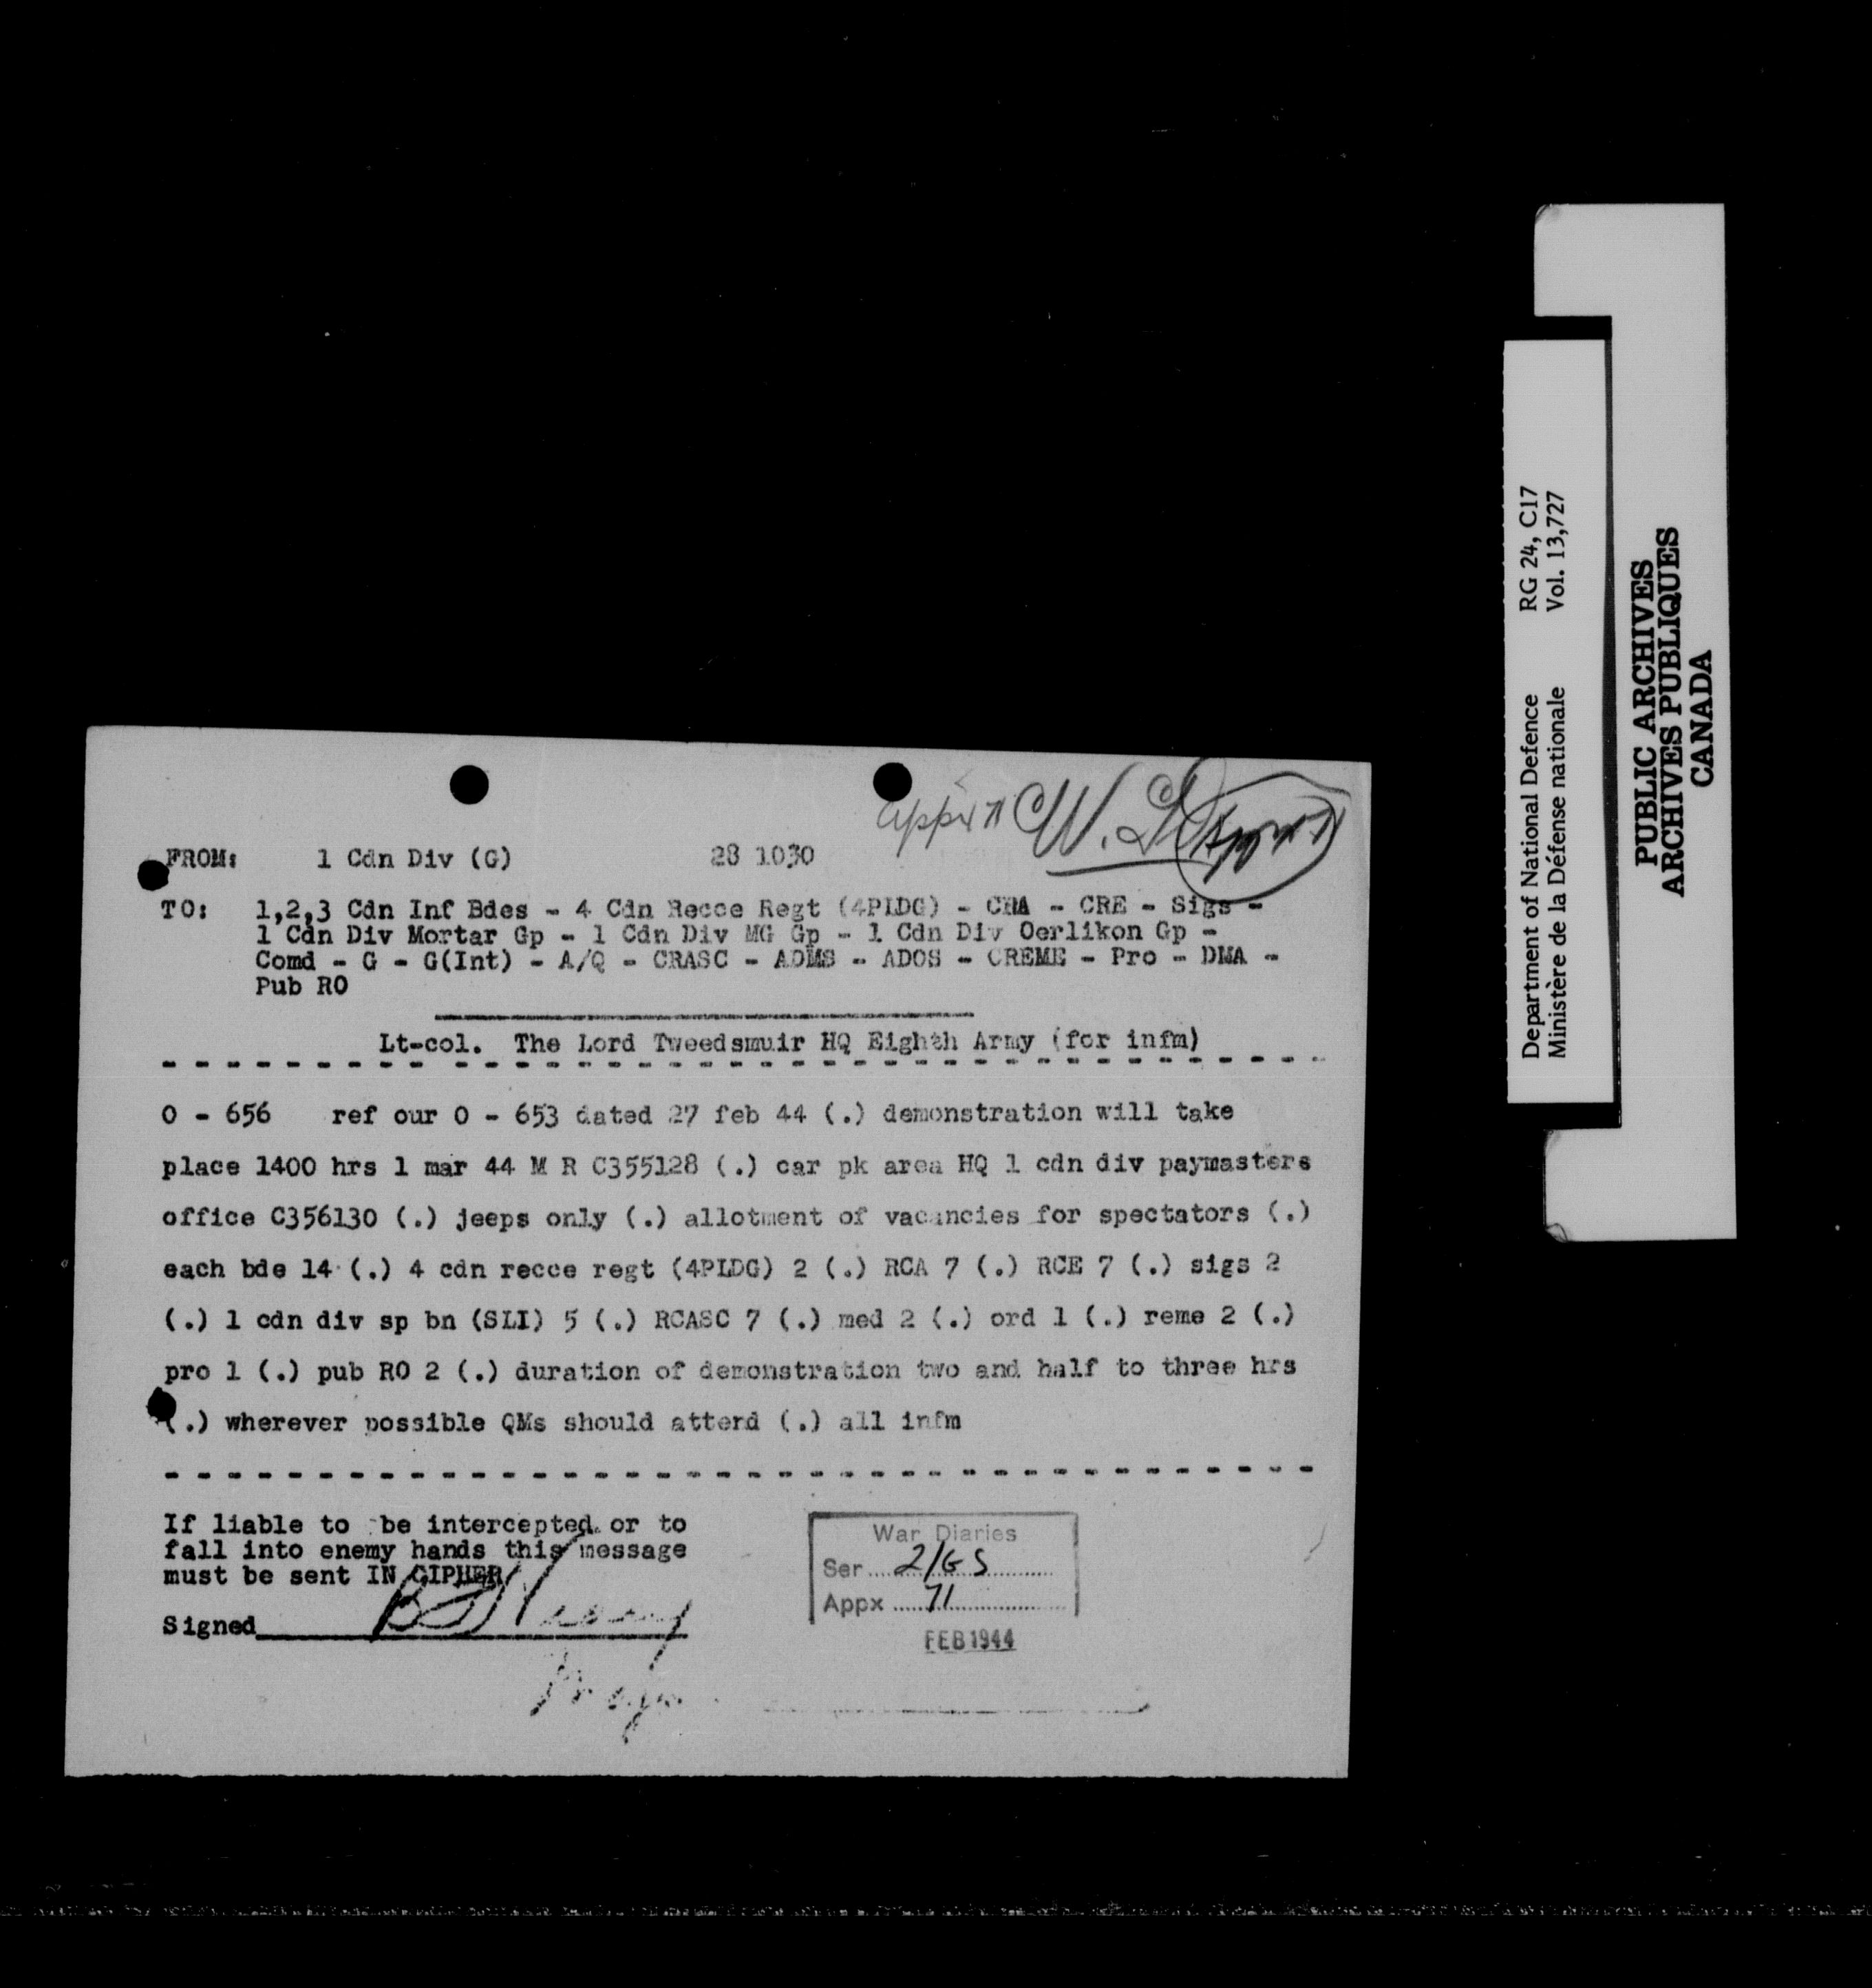 Appx 71 W.D.
FROM: 1 Cdn Div (G) 28 1030
TO: 1,2,3 Cdn Inf Bdes - 4 Cdn Recce Regt (4PLDG) - CRA - CRE - Sigs -
1 Cdn Div Mortar Gp - 1 Cdn Div MG Gp - 1 Cdn Div Oerlikon Gp -
Comd - G - G(Int) - A/Q - CRASC - ADMS - ADOS - CREME - Pro - DMA -
Pub RO
Lt-col. The Lord Tweedsmuir HQ Eighth Army (for infm)
O - 656 ref our O - 653 dated 27 feb 44 (.) demonstration will take
place 1400 hrs 1 mar 44 M R C355128 (.) car pk area HQ 1 cdn div paymasters
office C356130 (.) jeeps only (.) allotment of vacancies for spectators (.)
each bde 14 (.) 4 cdn recce regt (4PLDG) 2 (.) RCA 7 (.) RCE 7 (.) sigs 2
(.) 1 cdn div sp bn (SLI) 5 (.) RCASC 7 (.) med 2 (.) ord 1 (.) reme 2 (.)
pro 1 (.) pub RO 2 (.) duration of demonstration two and half to three hrs
(.) wherever possible QMs should attend (.) all infm
If liable to be intercepted or to
fall into enemy hands this message
must be sent IN CIPHER
Signed
Major
War Diaries
Ser....2/GS....
Appx....71....
FEB 1944
Department of National Defence RG 24, C17
Ministère de la Défense nationale Vol. 13,727
PUBLIC ARCHIVES
ARCHIVES PUBLIQUES
CANADA